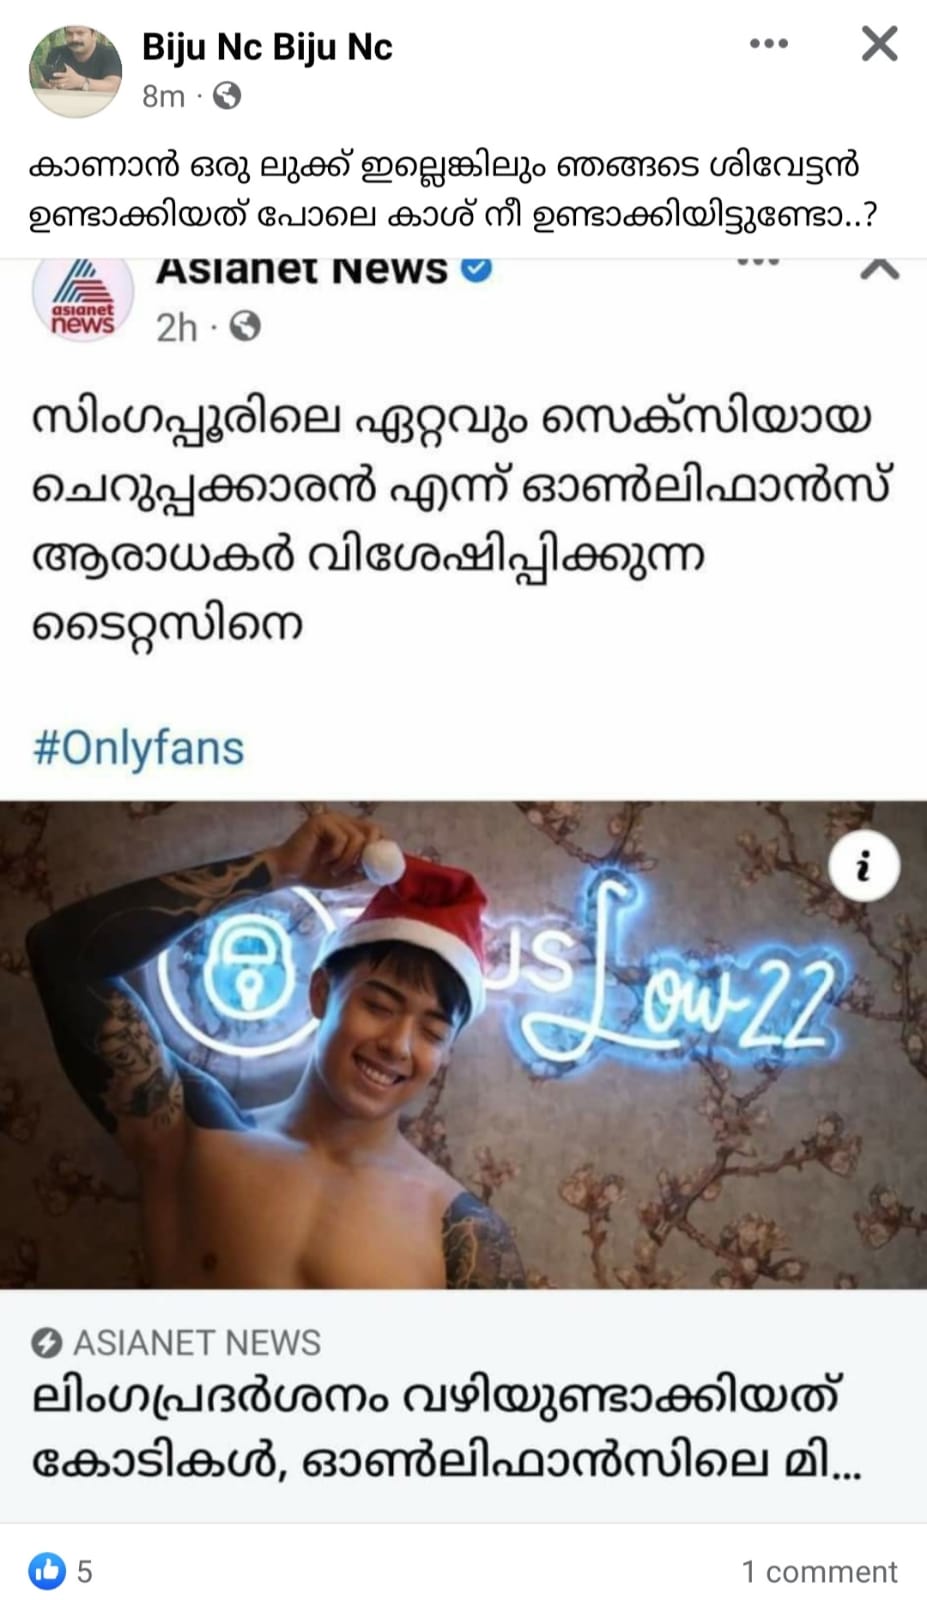 Biju Nc Biju Nc
8m ·
കാണാൻ ഒരു ലുക്ക് ഇല്ലെങ്കിലും ഞങ്ങടെ ശിവേട്ടൻ
ഉണ്ടാക്കിയത് പോലെ കാശ് നീ ഉണ്ടാക്കിയിട്ടുണ്ടോ..?
Asianet News
asianet
news
2h ·
സിംഗപ്പൂരിലെ ഏറ്റവും സെക്സിയായ
ചെറുപ്പക്കാരൻ എന്ന് ഓൺലിഫാൻസ്
ആരാധകർ വിശേഷിപ്പിക്കുന്ന
ടൈറ്റസിനെ
#Onlyfans
us Low22
i
ASIANET NEWS
ലിംഗപ്രദർശനം വഴിയുണ്ടാക്കിയത്
കോടികൾ, ഓൺലിഫാൻസിലെ മി...
5
1 comment